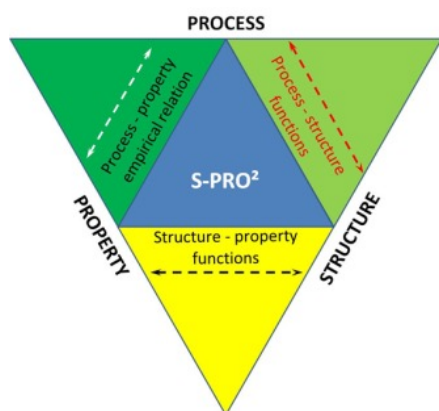 PROCESS
Process - property
empirical relation
Process - structure
functions
S-PRO²
PROPERTY
STRUCTURE
Structure - property
functions